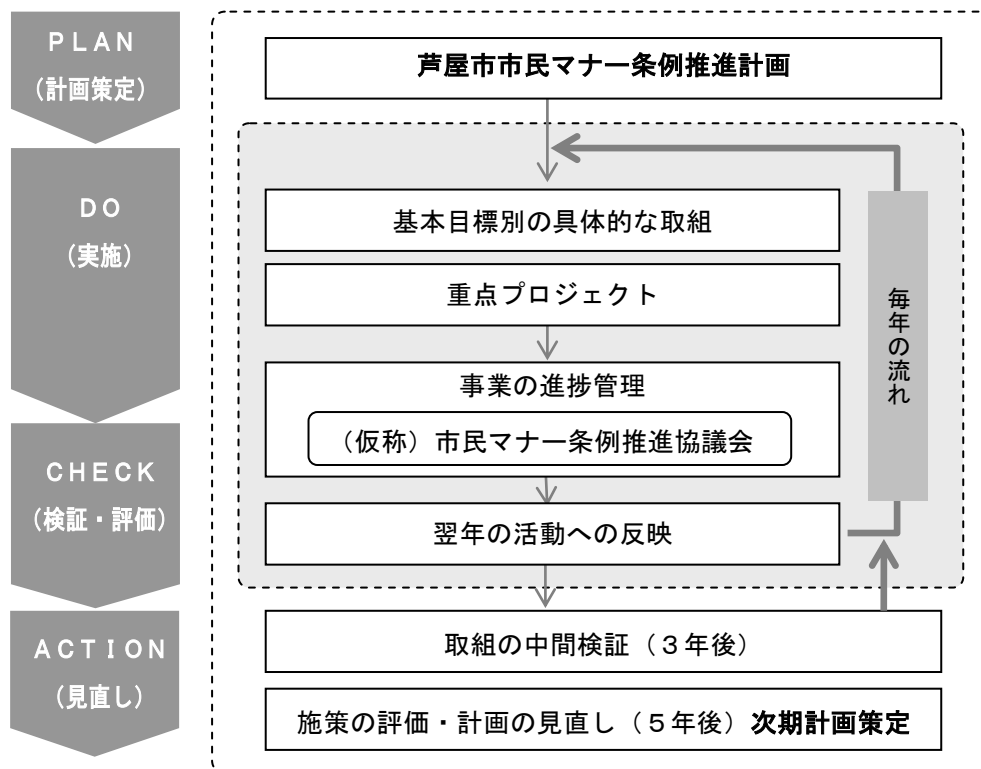 ＰＬＡＮ
（計画策定）
芦屋市市民マナー条例推進計画
ＤＯ
（実施）
基本目標別の具体的な取組
重点プロジェクト
事業の進捗管理
（仮称）市民マナー条例推進協議会
毎年の流れ
ＣＨＥＣＫ
（検証・評価）
翌年の活動への反映
ＡＣＴＩＯＮ
（見直し）
取組の中間検証（３年後）
施策の評価・計画の見直し（５年後）次期計画策定